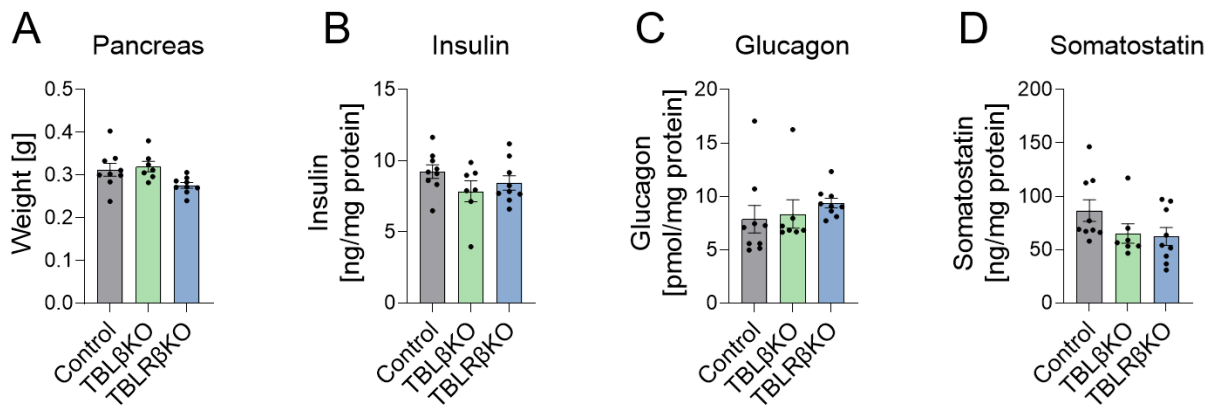 A
Pancreas
Weight [g]
0.5
0.4
0.3
0.2
0.1
0.0
Control
TBLβKO
TBLRβKO
B
Insulin
Insulin
[ng/mg protein]
15
10
5
0
Control
TBLβKO
TBLRβKO
C
Glucagon
Glucagon
[pmol/mg protein]
20
15
10
5
0
Control
TBLβKO
TBLRβKO
D
Somatostatin
Somatostatin
[ng/mg protein]
200
150
100
50
0
Control
TBLβKO
TBLRβKO